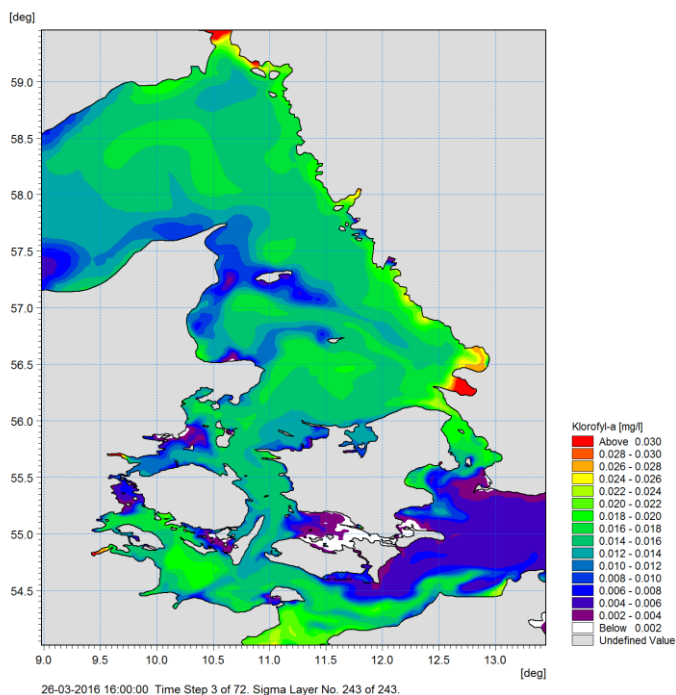 [deg]
59.0
58.5
58.0
57.5
57.0
56.5
56.0
55.5
55.0
54.5
9.0 9.5 10.0 10.5 11.0 11.5 12.0 12.5 13.0
[deg]
Klorofyl-a [mg/l]
Above 0.030
0.028 - 0.030
0.026 - 0.028
0.024 - 0.026
0.022 - 0.024
0.020 - 0.022
0.018 - 0.020
0.016 - 0.018
0.014 - 0.016
0.012 - 0.014
0.010 - 0.012
0.008 - 0.010
0.006 - 0.008
0.004 - 0.006
0.002 - 0.004
Below 0.002
Undefined Value
26-03-2016 16:00:00 Time Step 3 of 72. Sigma Layer No. 243 of 243.